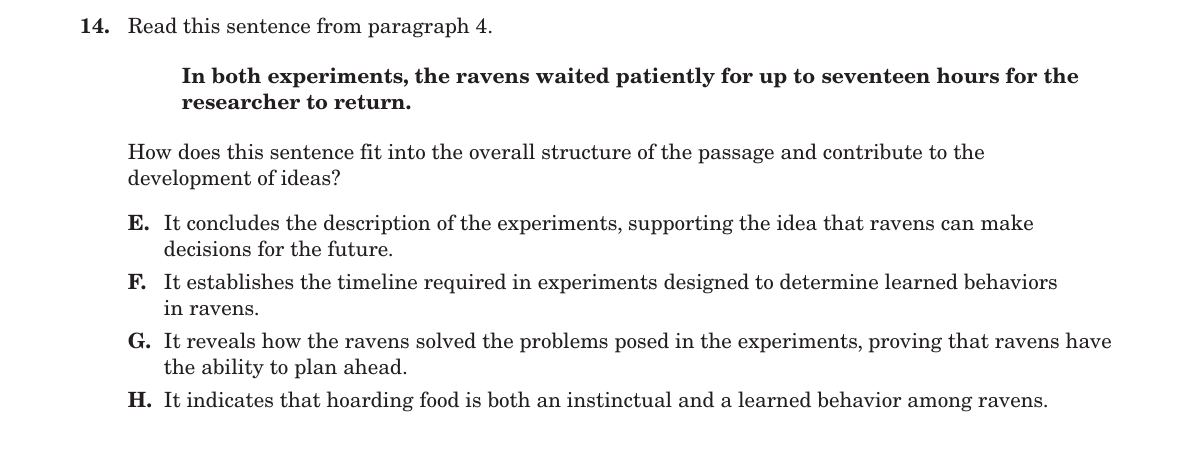 14. Read this sentence from paragraph 4.
In both experiments, the ravens waited patiently for up to seventeen hours for the
researcher to return.
How does this sentence fit into the overall structure of the passage and contribute to the
development of ideas?
E. It concludes the description of the experiments, supporting the idea that ravens can make
decisions for the future.
F. It establishes the timeline required in experiments designed to determine learned behaviors
in ravens.
G. It reveals how the ravens solved the problems posed in the experiments, proving that ravens have
the ability to plan ahead.
H. It indicates that hoarding food is both an instinctual and a learned behavior among ravens.